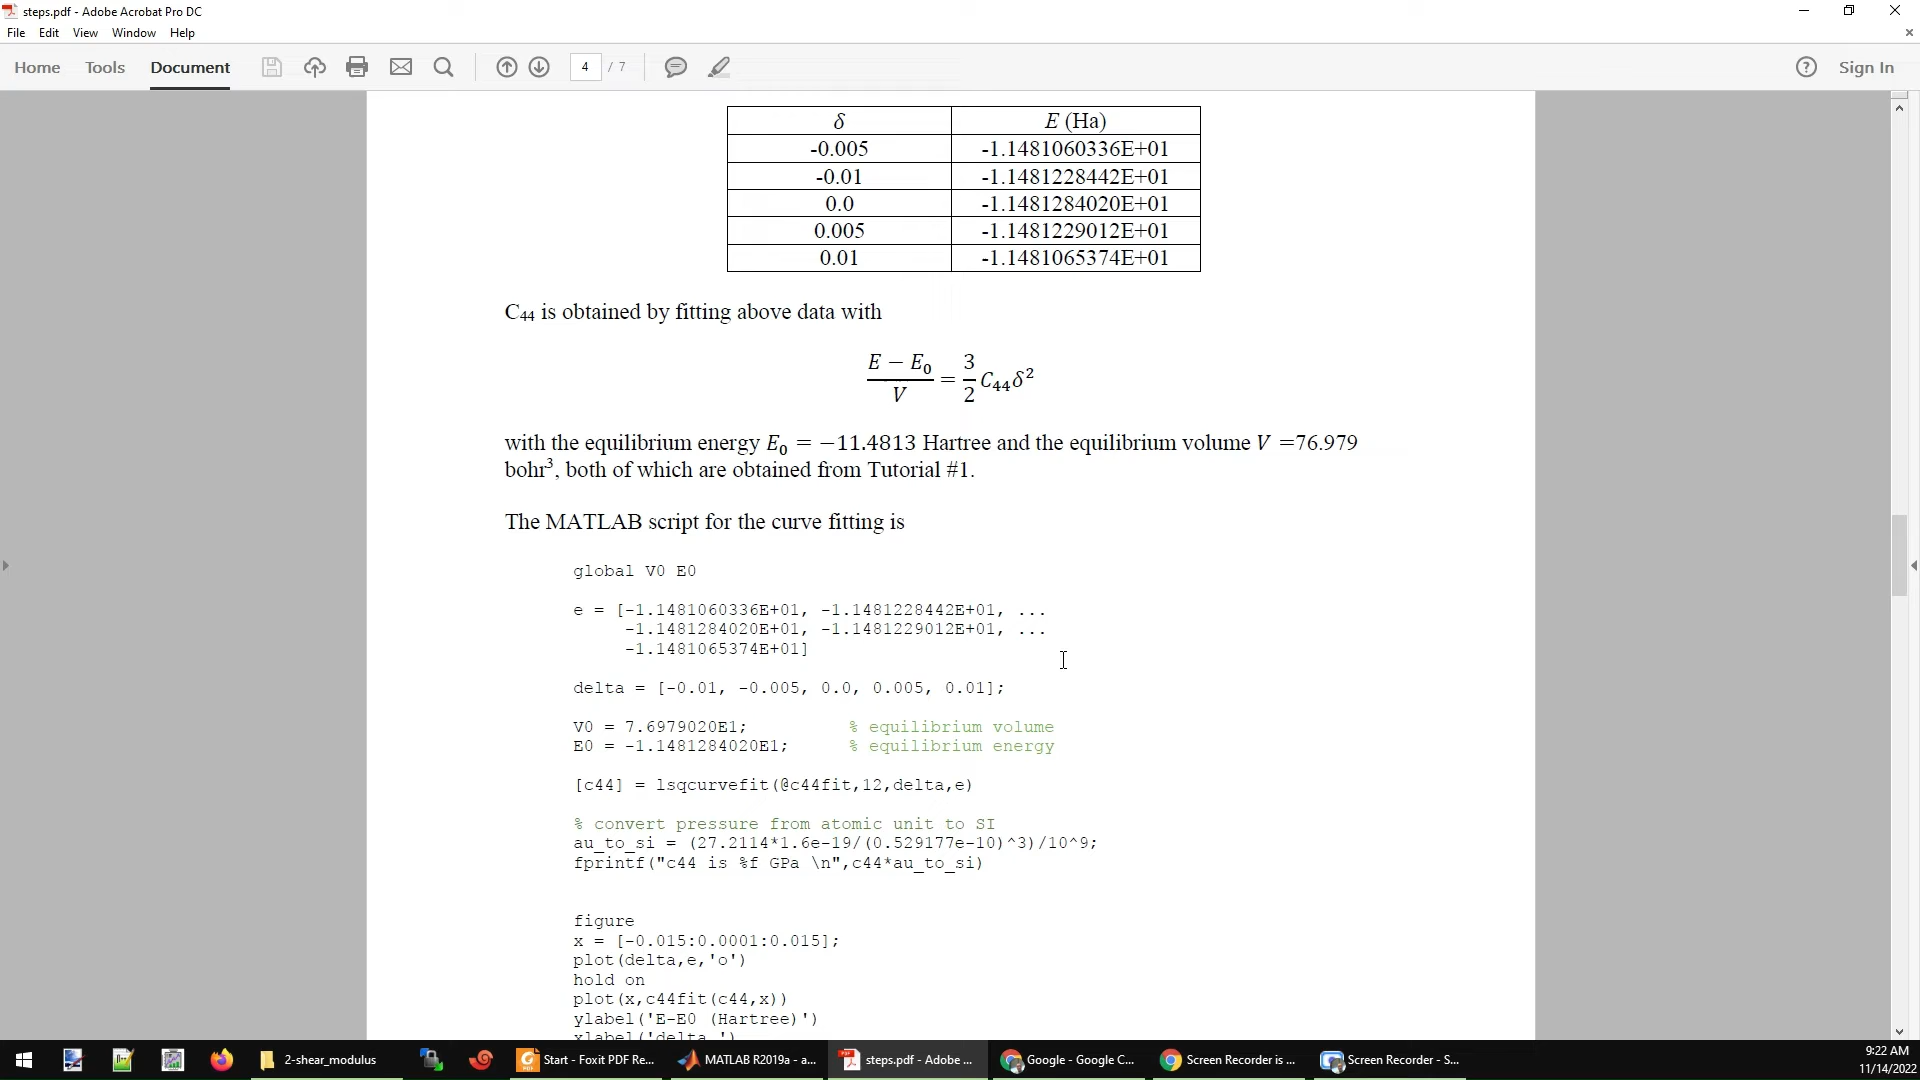 steps.pdf - Adobe Acrobat Pro DC
File Edit View Window Help
Home Tools Document 4 / 7 Sign In
δ E (Ha)
-0.005 -1.1481060336E+01
-0.01 -1.1481228442E+01
0.0 -1.1481284020E+01
0.005 -1.1481229012E+01
0.01 -1.1481065374E+01
C₄₄ is obtained by fitting above data with
(E − E₀)/V = 3/2 C₄₄δ²
with the equilibrium energy E₀ = −11.4813 Hartree and the equilibrium volume V =76.979
bohr³, both of which are obtained from Tutorial #1.
The MATLAB script for the curve fitting is
global V0 E0
e = [-1.1481060336E+01, -1.1481228442E+01, ...
-1.1481284020E+01, -1.1481229012E+01, ...
-1.1481065374E+01]
delta = [-0.01, -0.005, 0.0, 0.005, 0.01];
V0 = 7.6979020E1; % equilibrium volume
E0 = -1.1481284020E1; % equilibrium energy
[c44] = lsqcurvefit(@c44fit,12,delta,e)
% convert pressure from atomic unit to SI
au_to_si = (27.2114*1.6e-19/(0.529177e-10)^3)/10^9;
fprintf("c44 is %f GPa \n",c44*au_to_si)
figure
x = [-0.015:0.0001:0.015];
plot(delta,e,'o')
hold on
plot(x,c44fit(c44,x))
ylabel('E-E0 (Hartree)')
xlabel('delta ')
2-shear_modulus Start - Foxit PDF Re... MATLAB R2019a - a... steps.pdf - Adobe ... Google - Google C... Screen Recorder is ... Screen Recorder - S... 9:22 AM
11/14/2022